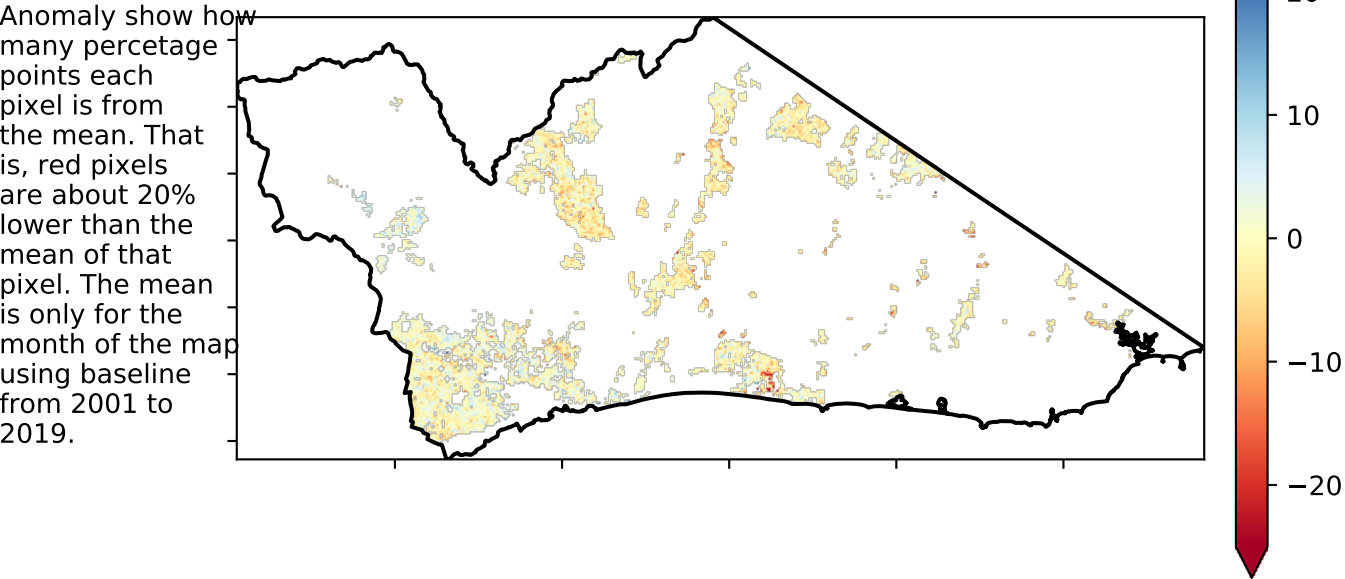 Anomaly show how
many percetage
points each
pixel is from
the mean. That
is, red pixels
are about 20%
lower than the
mean of that
pixel. The mean
is only for the
month of the map
using baseline
from 2001 to
2019.
10
0
−10
−20